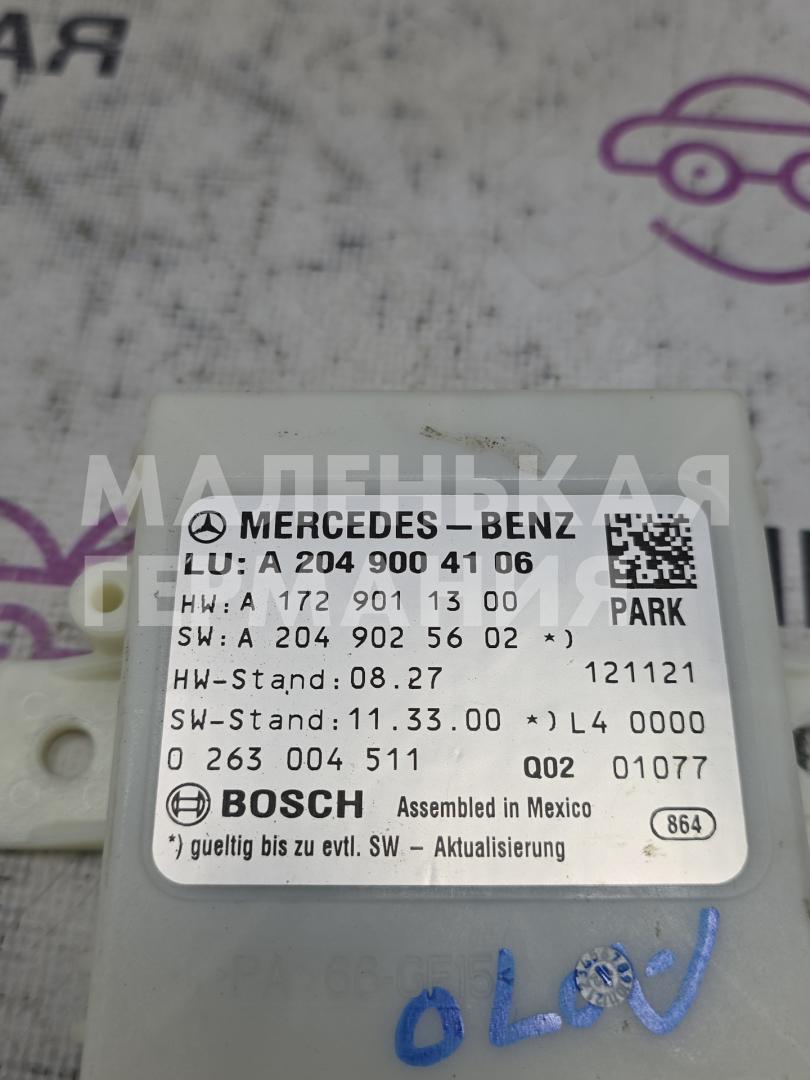 МАЛЕНЬКАЯ
ГЕРМАНИЯ
MERCEDES-BENZ
LU: A 204 900 41 06
HW: A 172 901 13 00
PARK
SW: A 204 902 56 02 *)
HW-Stand: 08.27 121121
SW-Stand: 11.33.00 *) L4 0000
0 263 004 511 Q02 01077
BOSCH Assembled in Mexico 864
*) gueltig bis zu evtl. SW - Aktualisierung